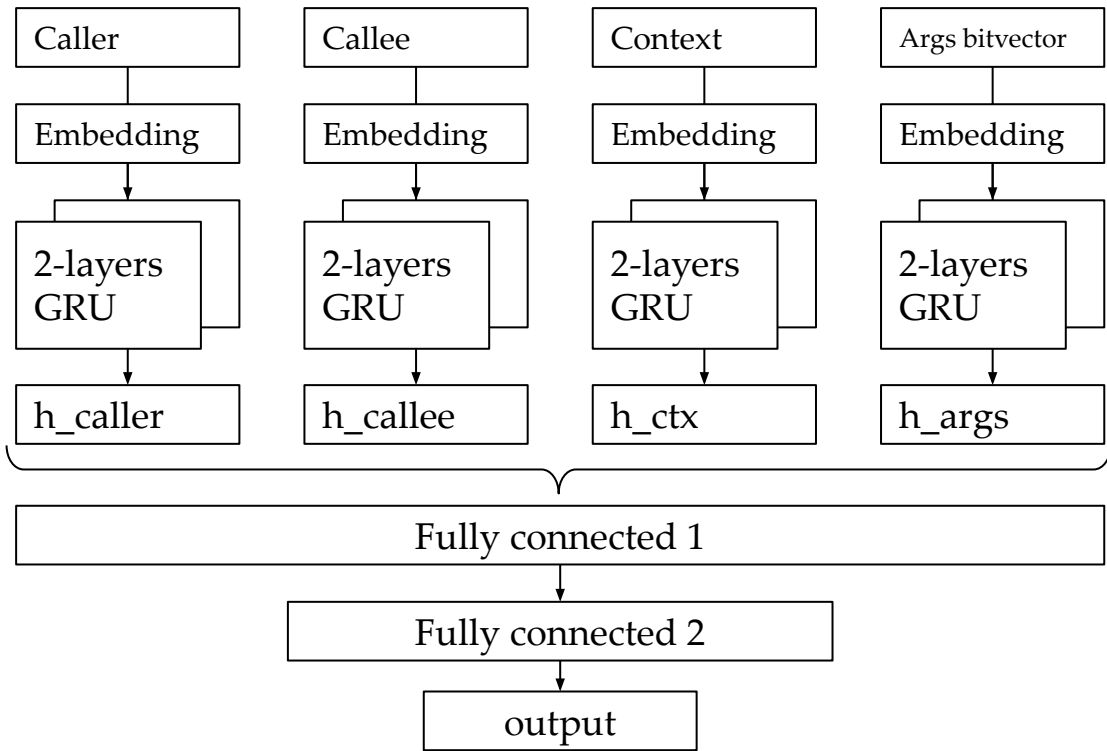 Caller
Callee
Context
Args bitvector
Embedding
Embedding
Embedding
Embedding
2-layers
GRU
2-layers
GRU
2-layers
GRU
2-layers
GRU
h_caller
h_callee
h_ctx
h_args
Fully connected 1
Fully connected 2
output